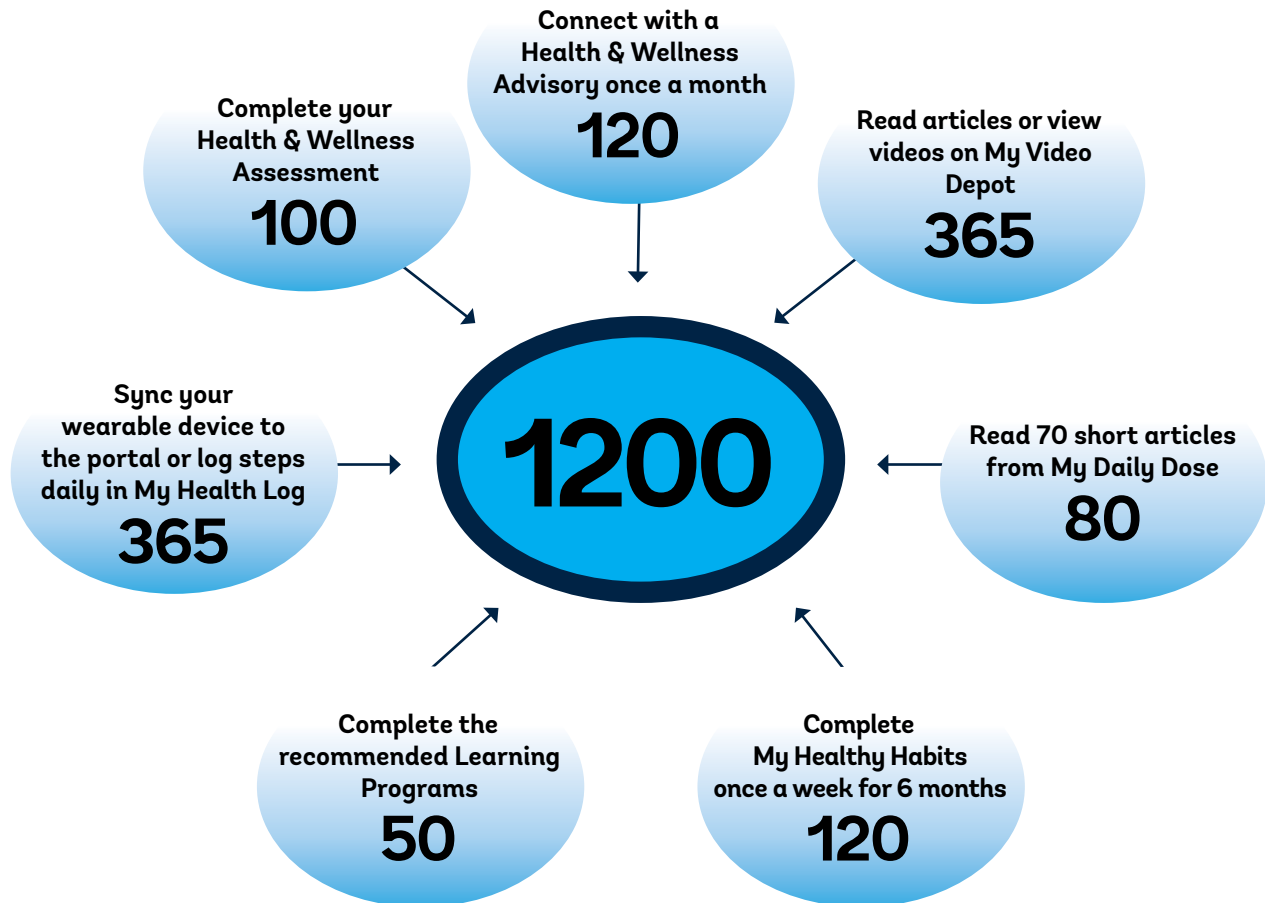 Connect with a
Health & Wellness
Advisory once a month
120
Complete your
Health & Wellness
Assessment
100
Read articles or view
videos on My Video
Depot
365
Sync your
wearable device to
the portal or log steps
daily in My Health Log
365
1200
Read 70 short articles
from My Daily Dose
80
Complete the
recommended Learning
Programs
50
Complete
My Healthy Habits
once a week for 6 months
120